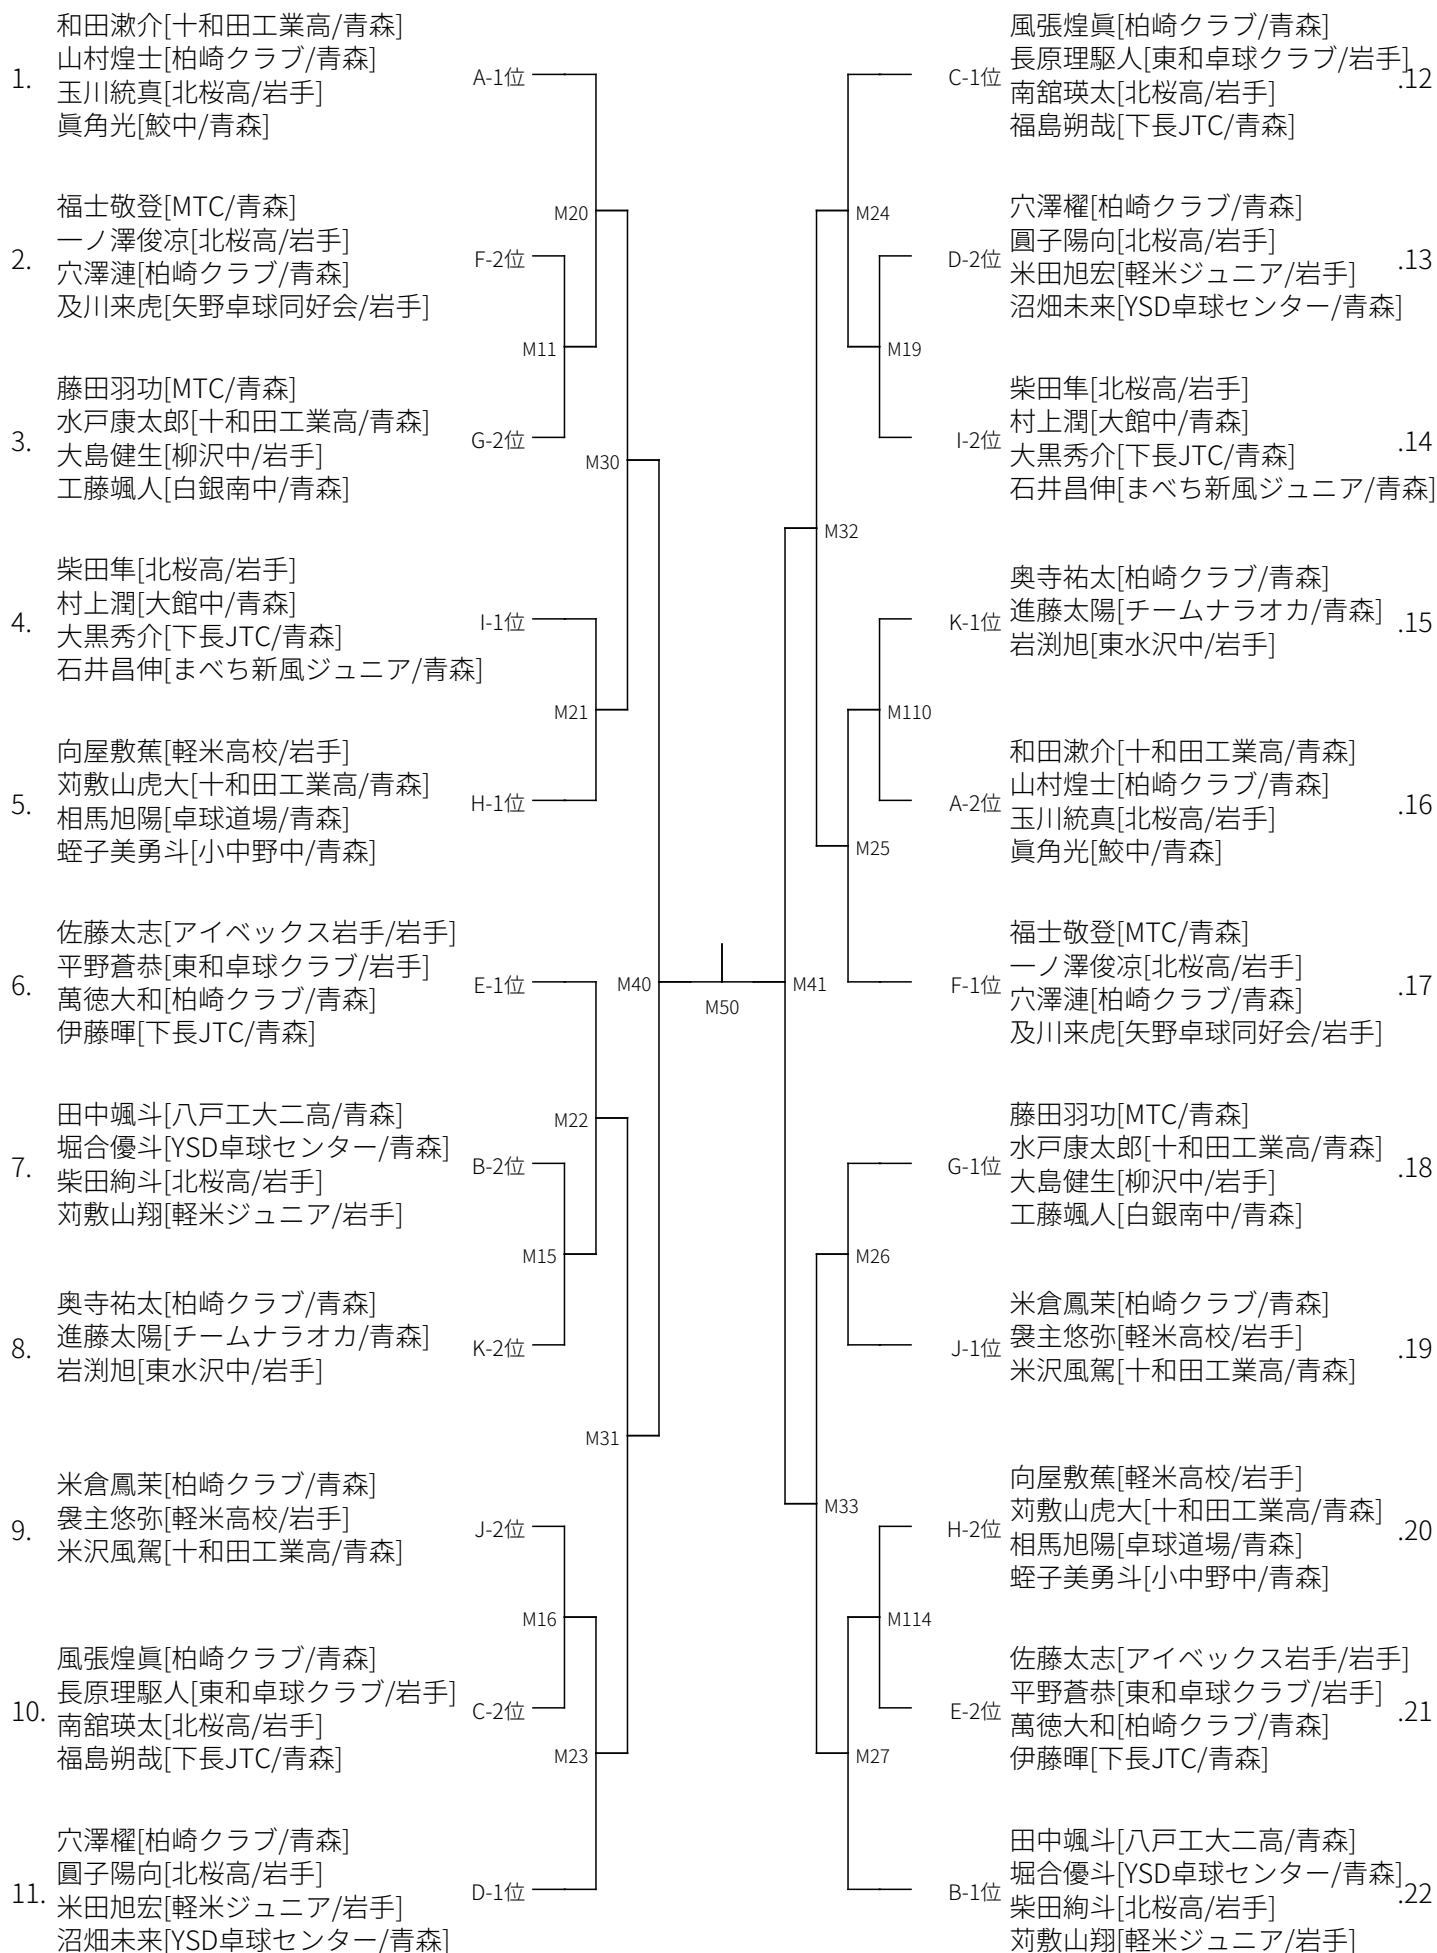 和田漱介[十和田工業高/青森]
山村煌士[柏崎クラブ/青森]
1.
玉川統真[北桜高/岩手]
眞角光[鮫中/青森]
A-1位
福士敬登[MTC/青森]
一ノ澤俊凉[北桜高/岩手]
2.
穴澤漣[柏崎クラブ/青森]
及川来虎[矢野卓球同好会/岩手]
F-2位
藤田羽功[MTC/青森]
水戸康太郎[十和田工業高/青森]
3.
大島健生[柳沢中/岩手]
工藤颯人[白銀南中/青森]
G-2位
柴田隼[北桜高/岩手]
村上潤[大館中/青森]
4.
大黒秀介[下長JTC/青森]
石井昌伸[まべち新風ジュニア/青森]
I-1位
向屋敷蕉[軽米高校/岩手]
苅敷山虎大[十和田工業高/青森]
5.
相馬旭陽[卓球道場/青森]
蛭子美勇斗[小中野中/青森]
H-1位
佐藤太志[アイベックス岩手/岩手]
平野蒼恭[東和卓球クラブ/岩手]
6.
萬徳大和[柏崎クラブ/青森]
伊藤暉[下長JTC/青森]
E-1位
田中颯斗[八戸工大二高/青森]
堀合優斗[YSD卓球センター/青森]
7.
柴田絢斗[北桜高/岩手]
苅敷山翔[軽米ジュニア/岩手]
B-2位
奥寺祐太[柏崎クラブ/青森]
進藤太陽[チームナラオカ/青森]
8.
岩渕旭[東水沢中/岩手]
K-2位
米倉鳳茉[柏崎クラブ/青森]
袰主悠弥[軽米高校/岩手]
9.
米沢風駕[十和田工業高/青森]
J-2位
風張煌眞[柏崎クラブ/青森]
長原理駆人[東和卓球クラブ/岩手]
10.
南舘瑛太[北桜高/岩手]
福島朔哉[下長JTC/青森]
C-2位
穴澤櫂[柏崎クラブ/青森]
圓子陽向[北桜高/岩手]
11.
米田旭宏[軽米ジュニア/岩手]
沼畑未来[YSD卓球センター/青森]
D-1位
M20
M11
M30
M21
M40
M22
M15
M31
M16
M23
M50
M41
M24
M19
M32
M110
M25
M26
M33
M114
M27
風張煌眞[柏崎クラブ/青森]
長原理駆人[東和卓球クラブ/岩手]
C-1位
.12
南舘瑛太[北桜高/岩手]
福島朔哉[下長JTC/青森]
穴澤櫂[柏崎クラブ/青森]
圓子陽向[北桜高/岩手]
D-2位
.13
米田旭宏[軽米ジュニア/岩手]
沼畑未来[YSD卓球センター/青森]
柴田隼[北桜高/岩手]
村上潤[大館中/青森]
I-2位
.14
大黒秀介[下長JTC/青森]
石井昌伸[まべち新風ジュニア/青森]
奥寺祐太[柏崎クラブ/青森]
進藤太陽[チームナラオカ/青森]
K-1位
.15
岩渕旭[東水沢中/岩手]
和田漱介[十和田工業高/青森]
山村煌士[柏崎クラブ/青森]
A-2位
.16
玉川統真[北桜高/岩手]
眞角光[鮫中/青森]
福士敬登[MTC/青森]
一ノ澤俊凉[北桜高/岩手]
F-1位
.17
穴澤漣[柏崎クラブ/青森]
及川来虎[矢野卓球同好会/岩手]
藤田羽功[MTC/青森]
水戸康太郎[十和田工業高/青森]
G-1位
.18
大島健生[柳沢中/岩手]
工藤颯人[白銀南中/青森]
米倉鳳茉[柏崎クラブ/青森]
袰主悠弥[軽米高校/岩手]
J-1位
.19
米沢風駕[十和田工業高/青森]
向屋敷蕉[軽米高校/岩手]
苅敷山虎大[十和田工業高/青森]
H-2位
.20
相馬旭陽[卓球道場/青森]
蛭子美勇斗[小中野中/青森]
佐藤太志[アイベックス岩手/岩手]
平野蒼恭[東和卓球クラブ/岩手]
E-2位
.21
萬徳大和[柏崎クラブ/青森]
伊藤暉[下長JTC/青森]
田中颯斗[八戸工大二高/青森]
堀合優斗[YSD卓球センター/青森]
B-1位
.22
柴田絢斗[北桜高/岩手]
苅敷山翔[軽米ジュニア/岩手]